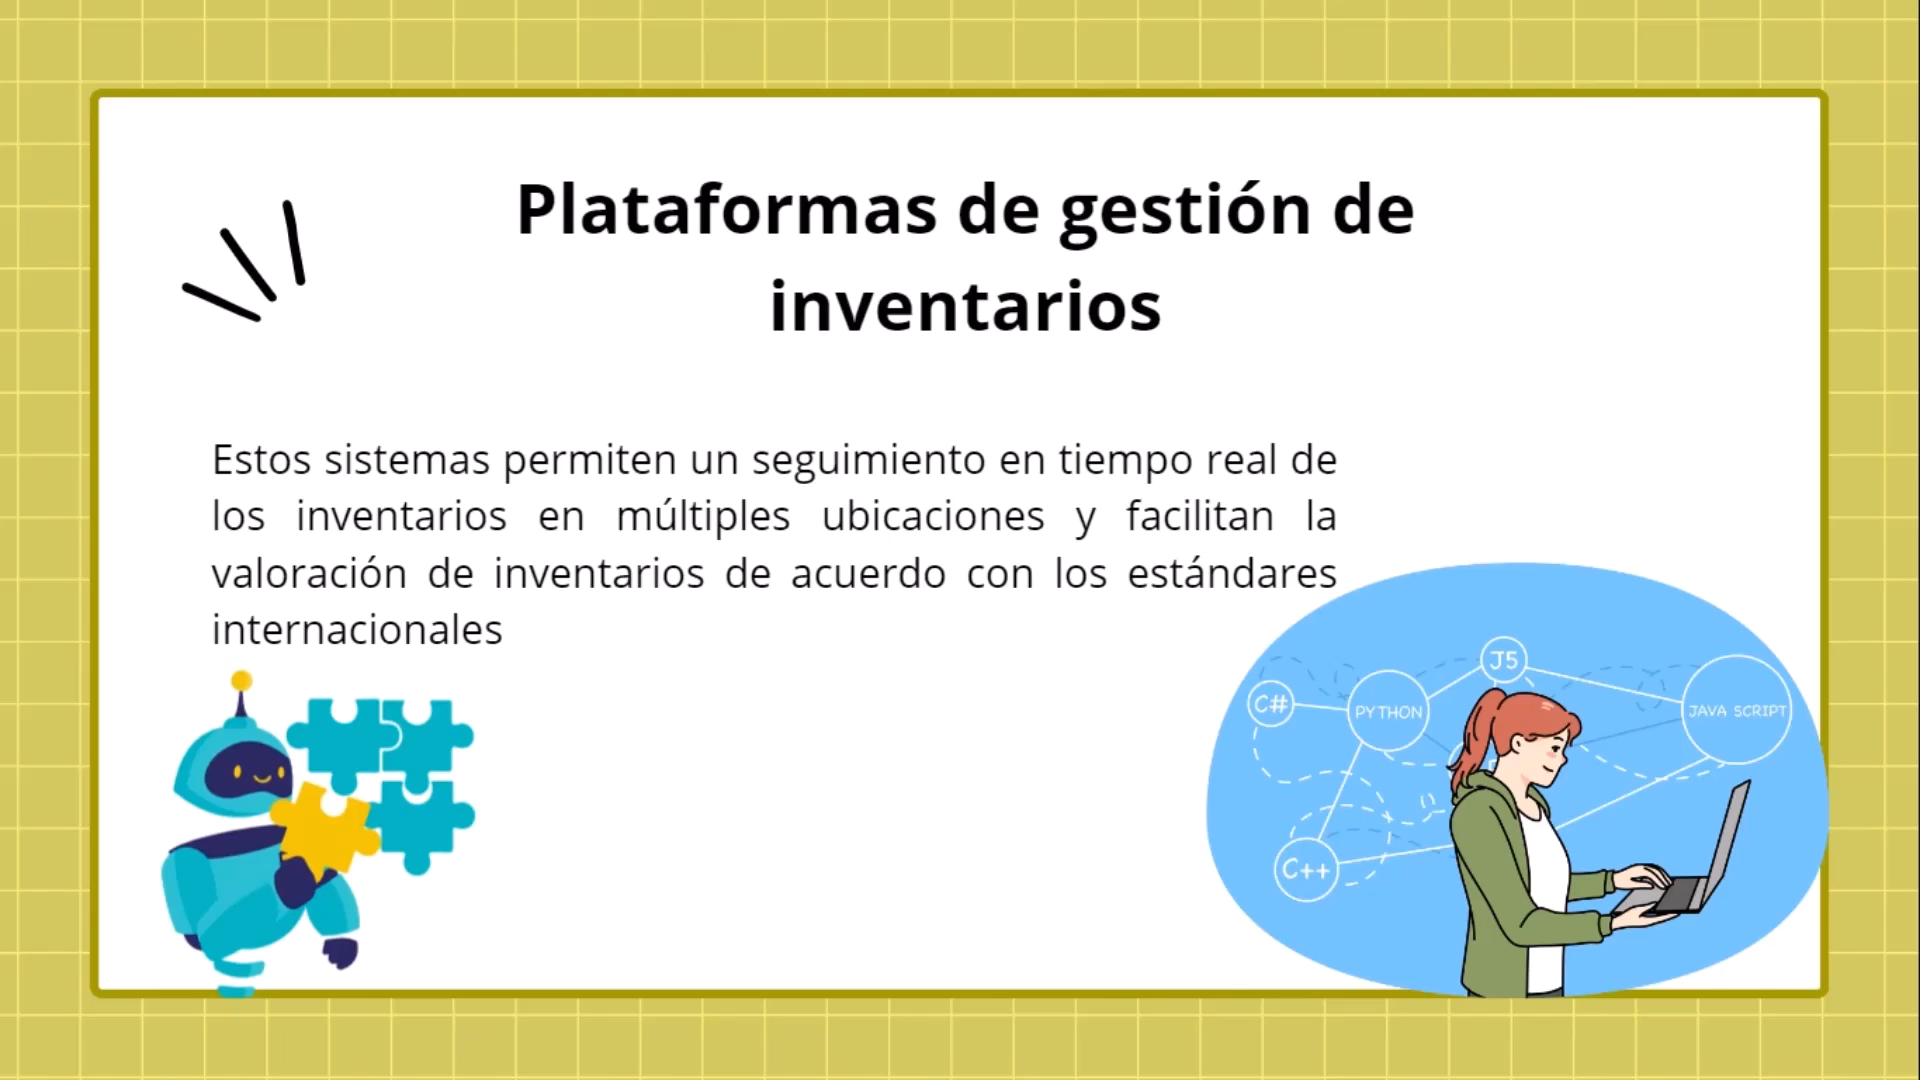 Plataformas de gestión de
inventarios
Estos sistemas permiten un seguimiento en tiempo real de
los inventarios en múltiples ubicaciones y facilitan la
valoración de inventarios de acuerdo con los estándares
internacionales
J5
C#
PYTHON
JAVA SCRIPT
C++